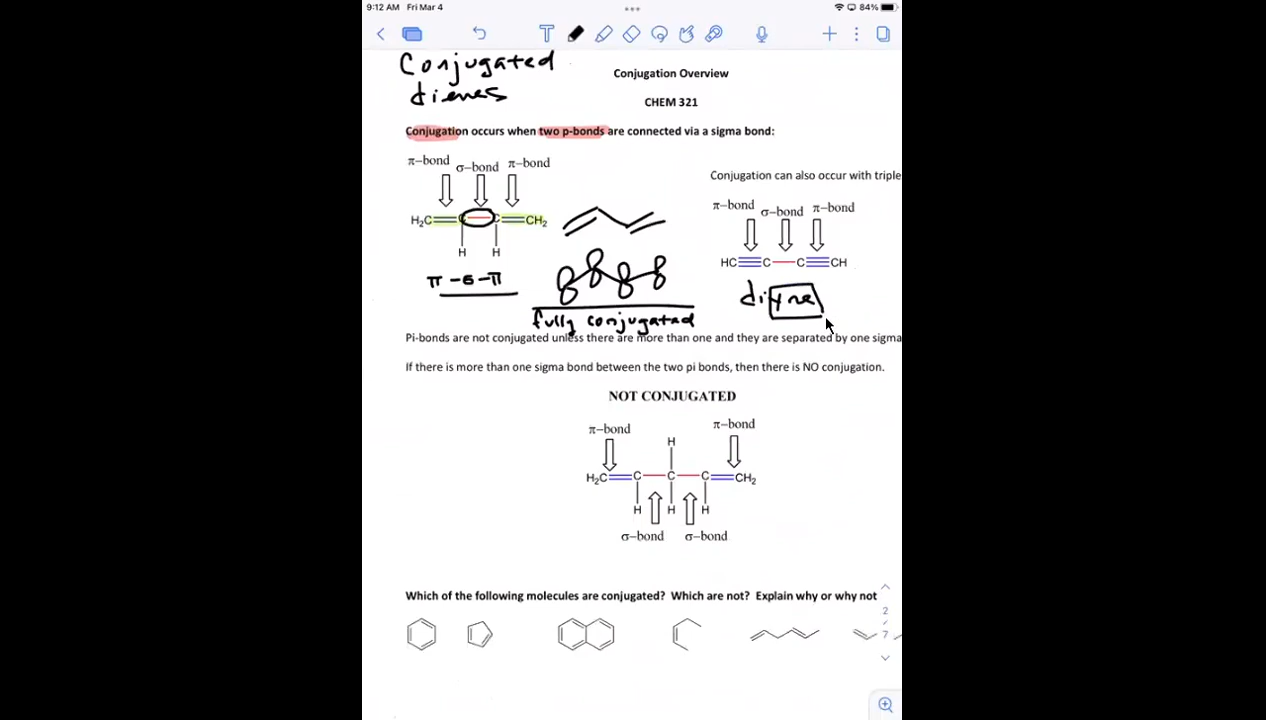 9:12 AM Fri Mar 4
84%
Conjugated
dienes
Conjugation Overview
CHEM 321
Conjugation occurs when two p-bonds are connected via a sigma bond:
π–bond σ–bond π–bond
H₂C C C CH₂
H H
π-σ-π
fully conjugated
Conjugation can also occur with triple
π–bond σ–bond π–bond
HC C C CH
diyne
Pi-bonds are not conjugated unless there are more than one and they are separated by one sigma
If there is more than one sigma bond between the two pi bonds, then there is NO conjugation.
NOT CONJUGATED
π–bond π–bond
H
H₂C C C C CH₂
H H H
σ–bond σ–bond
Which of the following molecules are conjugated? Which are not? Explain why or why not
2
/
7